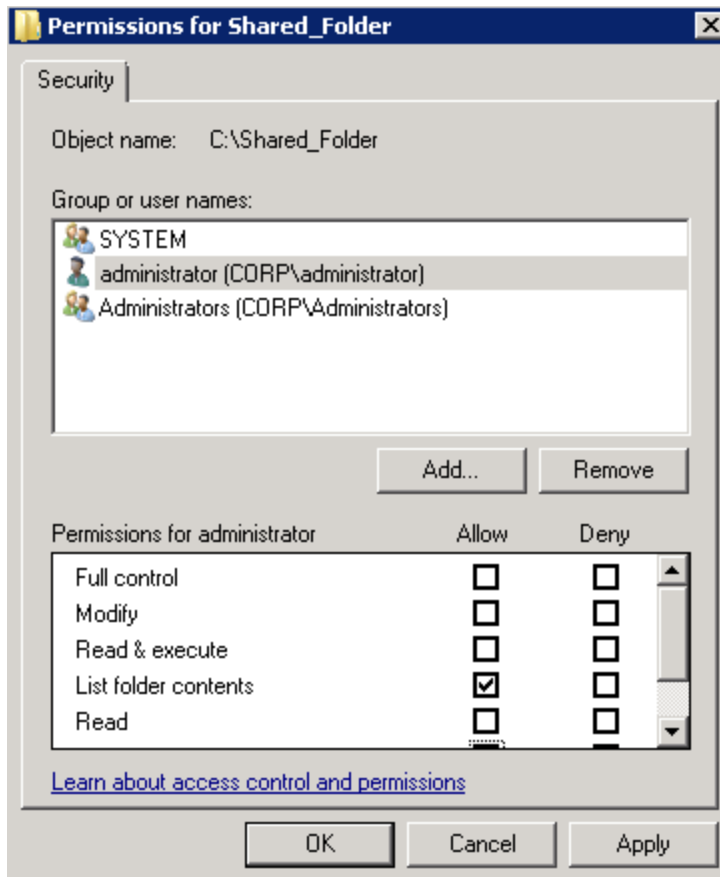 Permissions for Shared_Folder
Security
Object name: C:\Shared_Folder
Group or user names:
SYSTEM
administrator (CORP\administrator)
Administrators (CORP\Administrators)
Add... Remove
Permissions for administrator Allow Deny
Full control
Modify
Read & execute
List folder contents
Read
Learn about access control and permissions
OK Cancel Apply